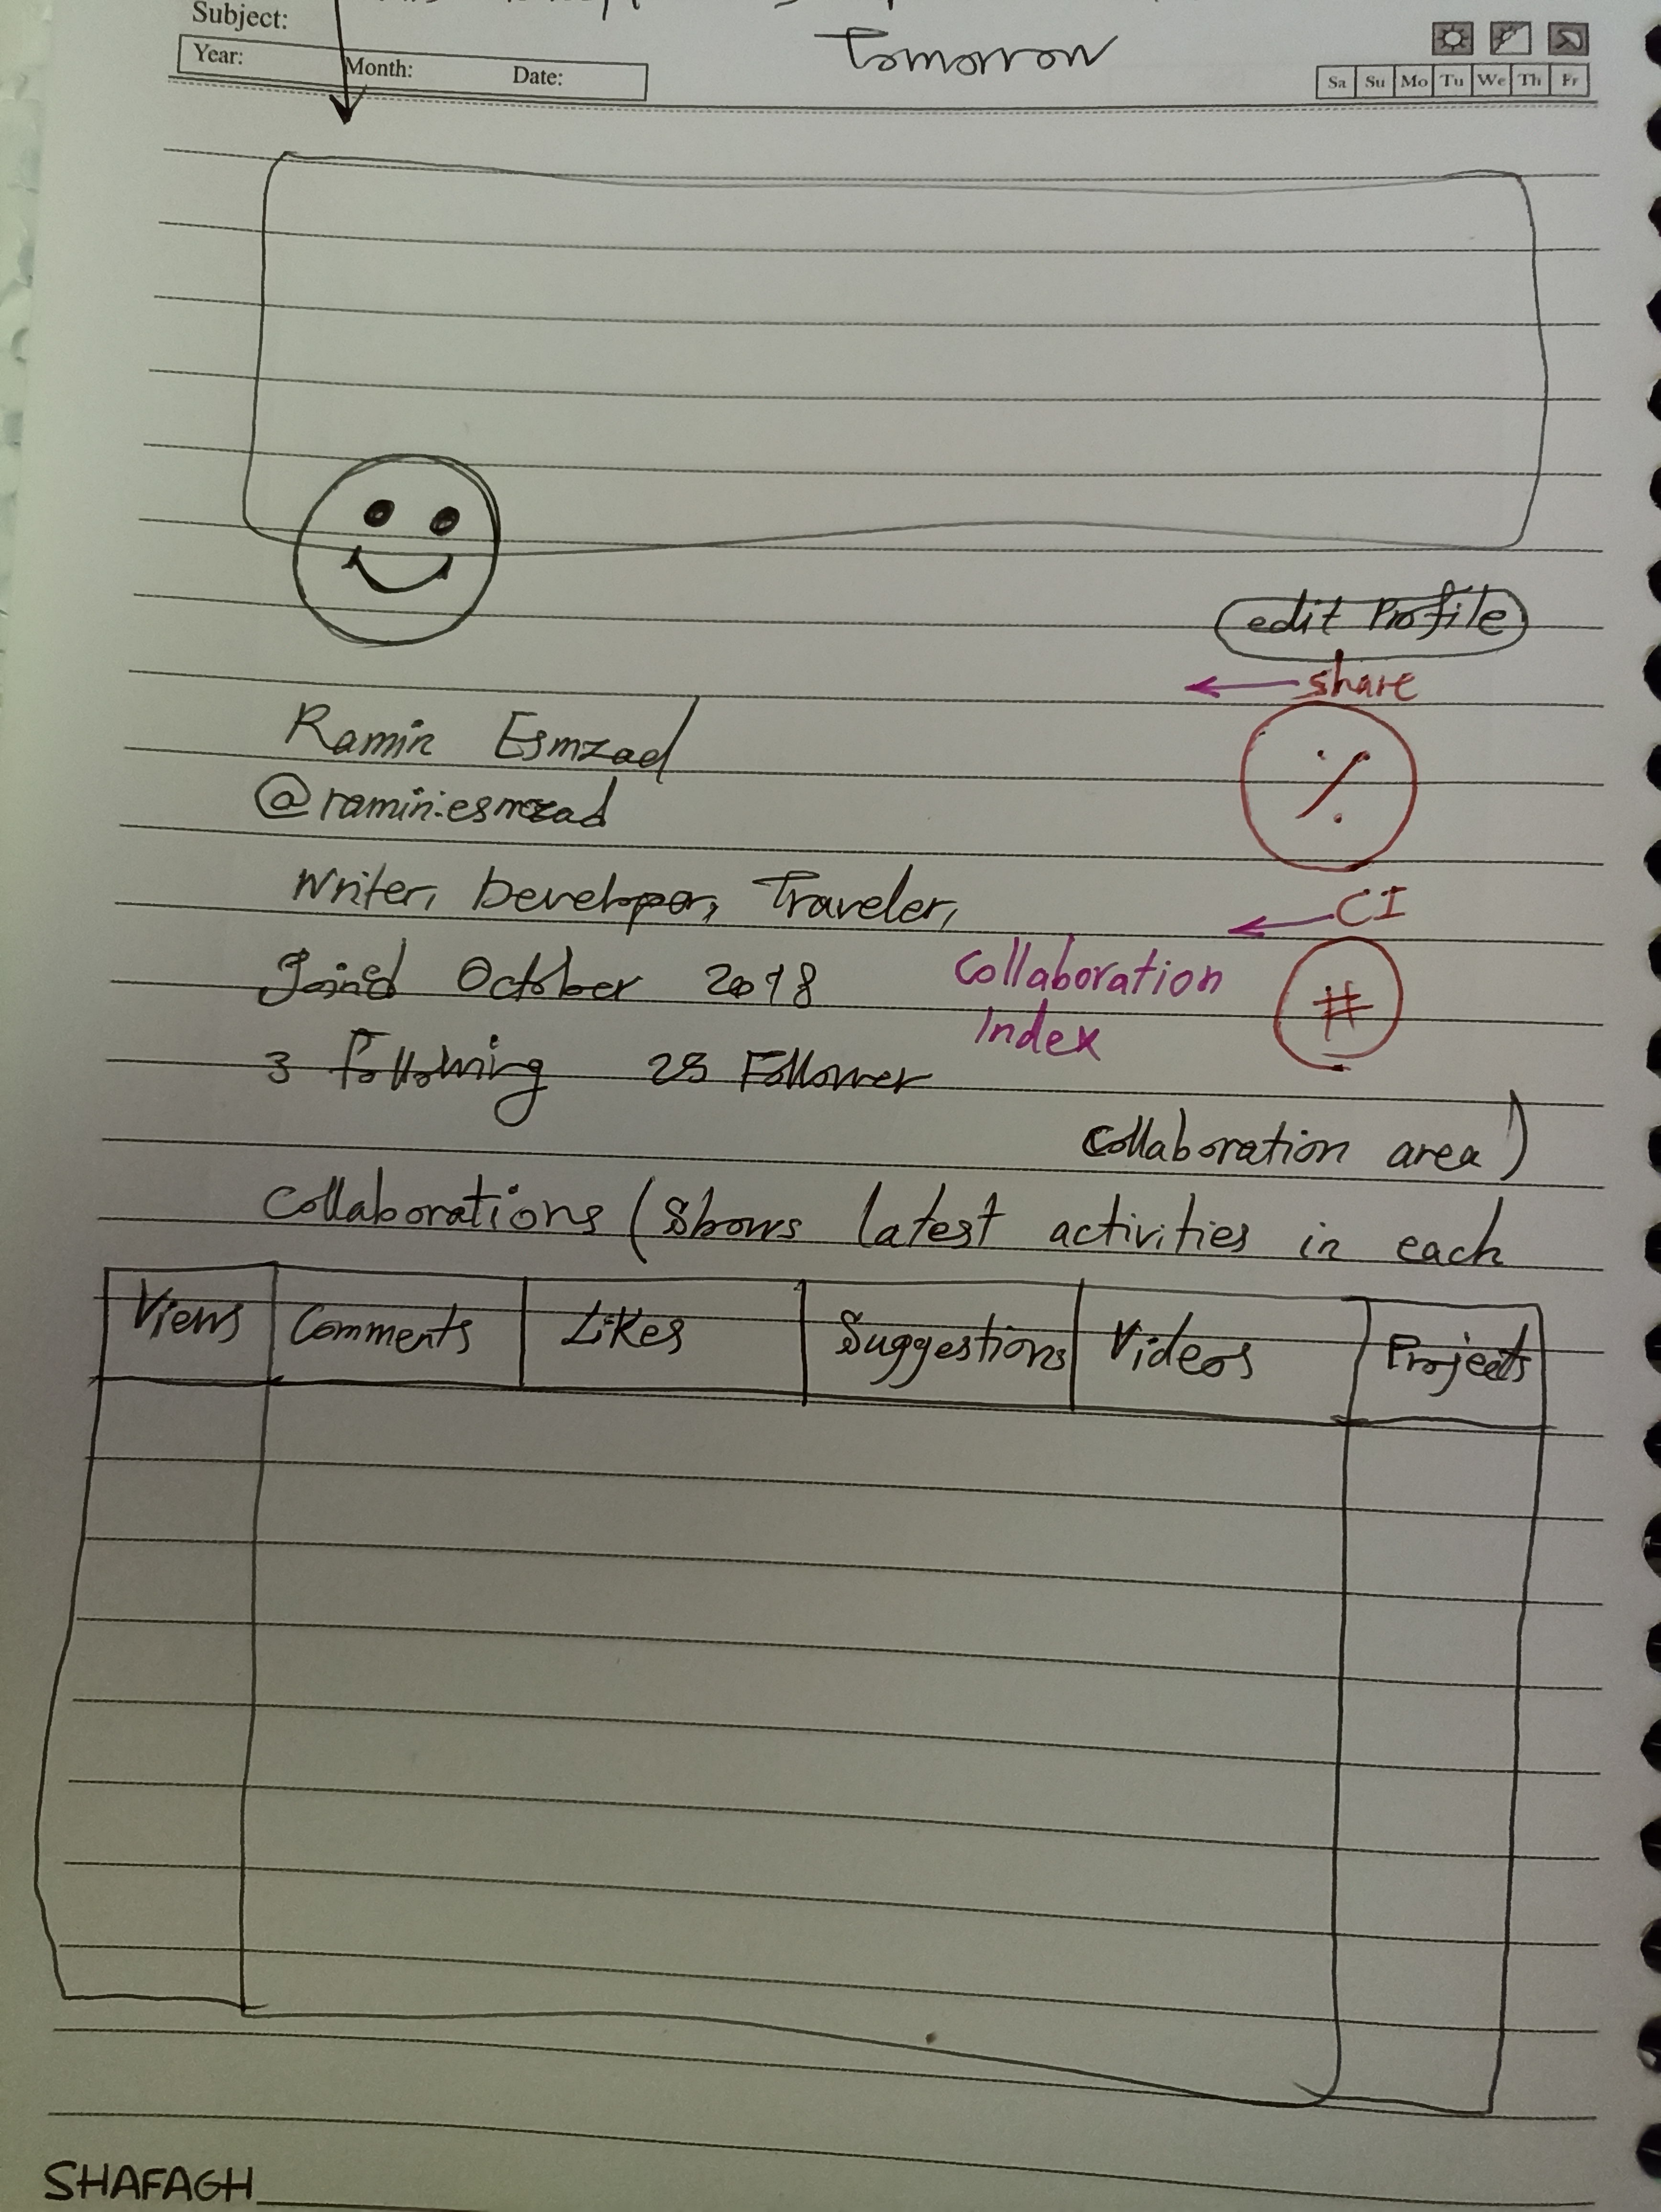 Subject:
Tomorrow
Year: Month: Date:
Sa Su Mo Tu We Th Fr
edit Profile
share
Ramin Esmzad
%
@ramin.esmzad
Writer, Developer, Traveler,
CI
Joined October 2018
Collaboration
Index
#
3 Following 25 Follower
collaboration area)
Collaborations (Shows latest activities in each
Views Comments Likes Suggestions Videos Projects
SHAFAGH